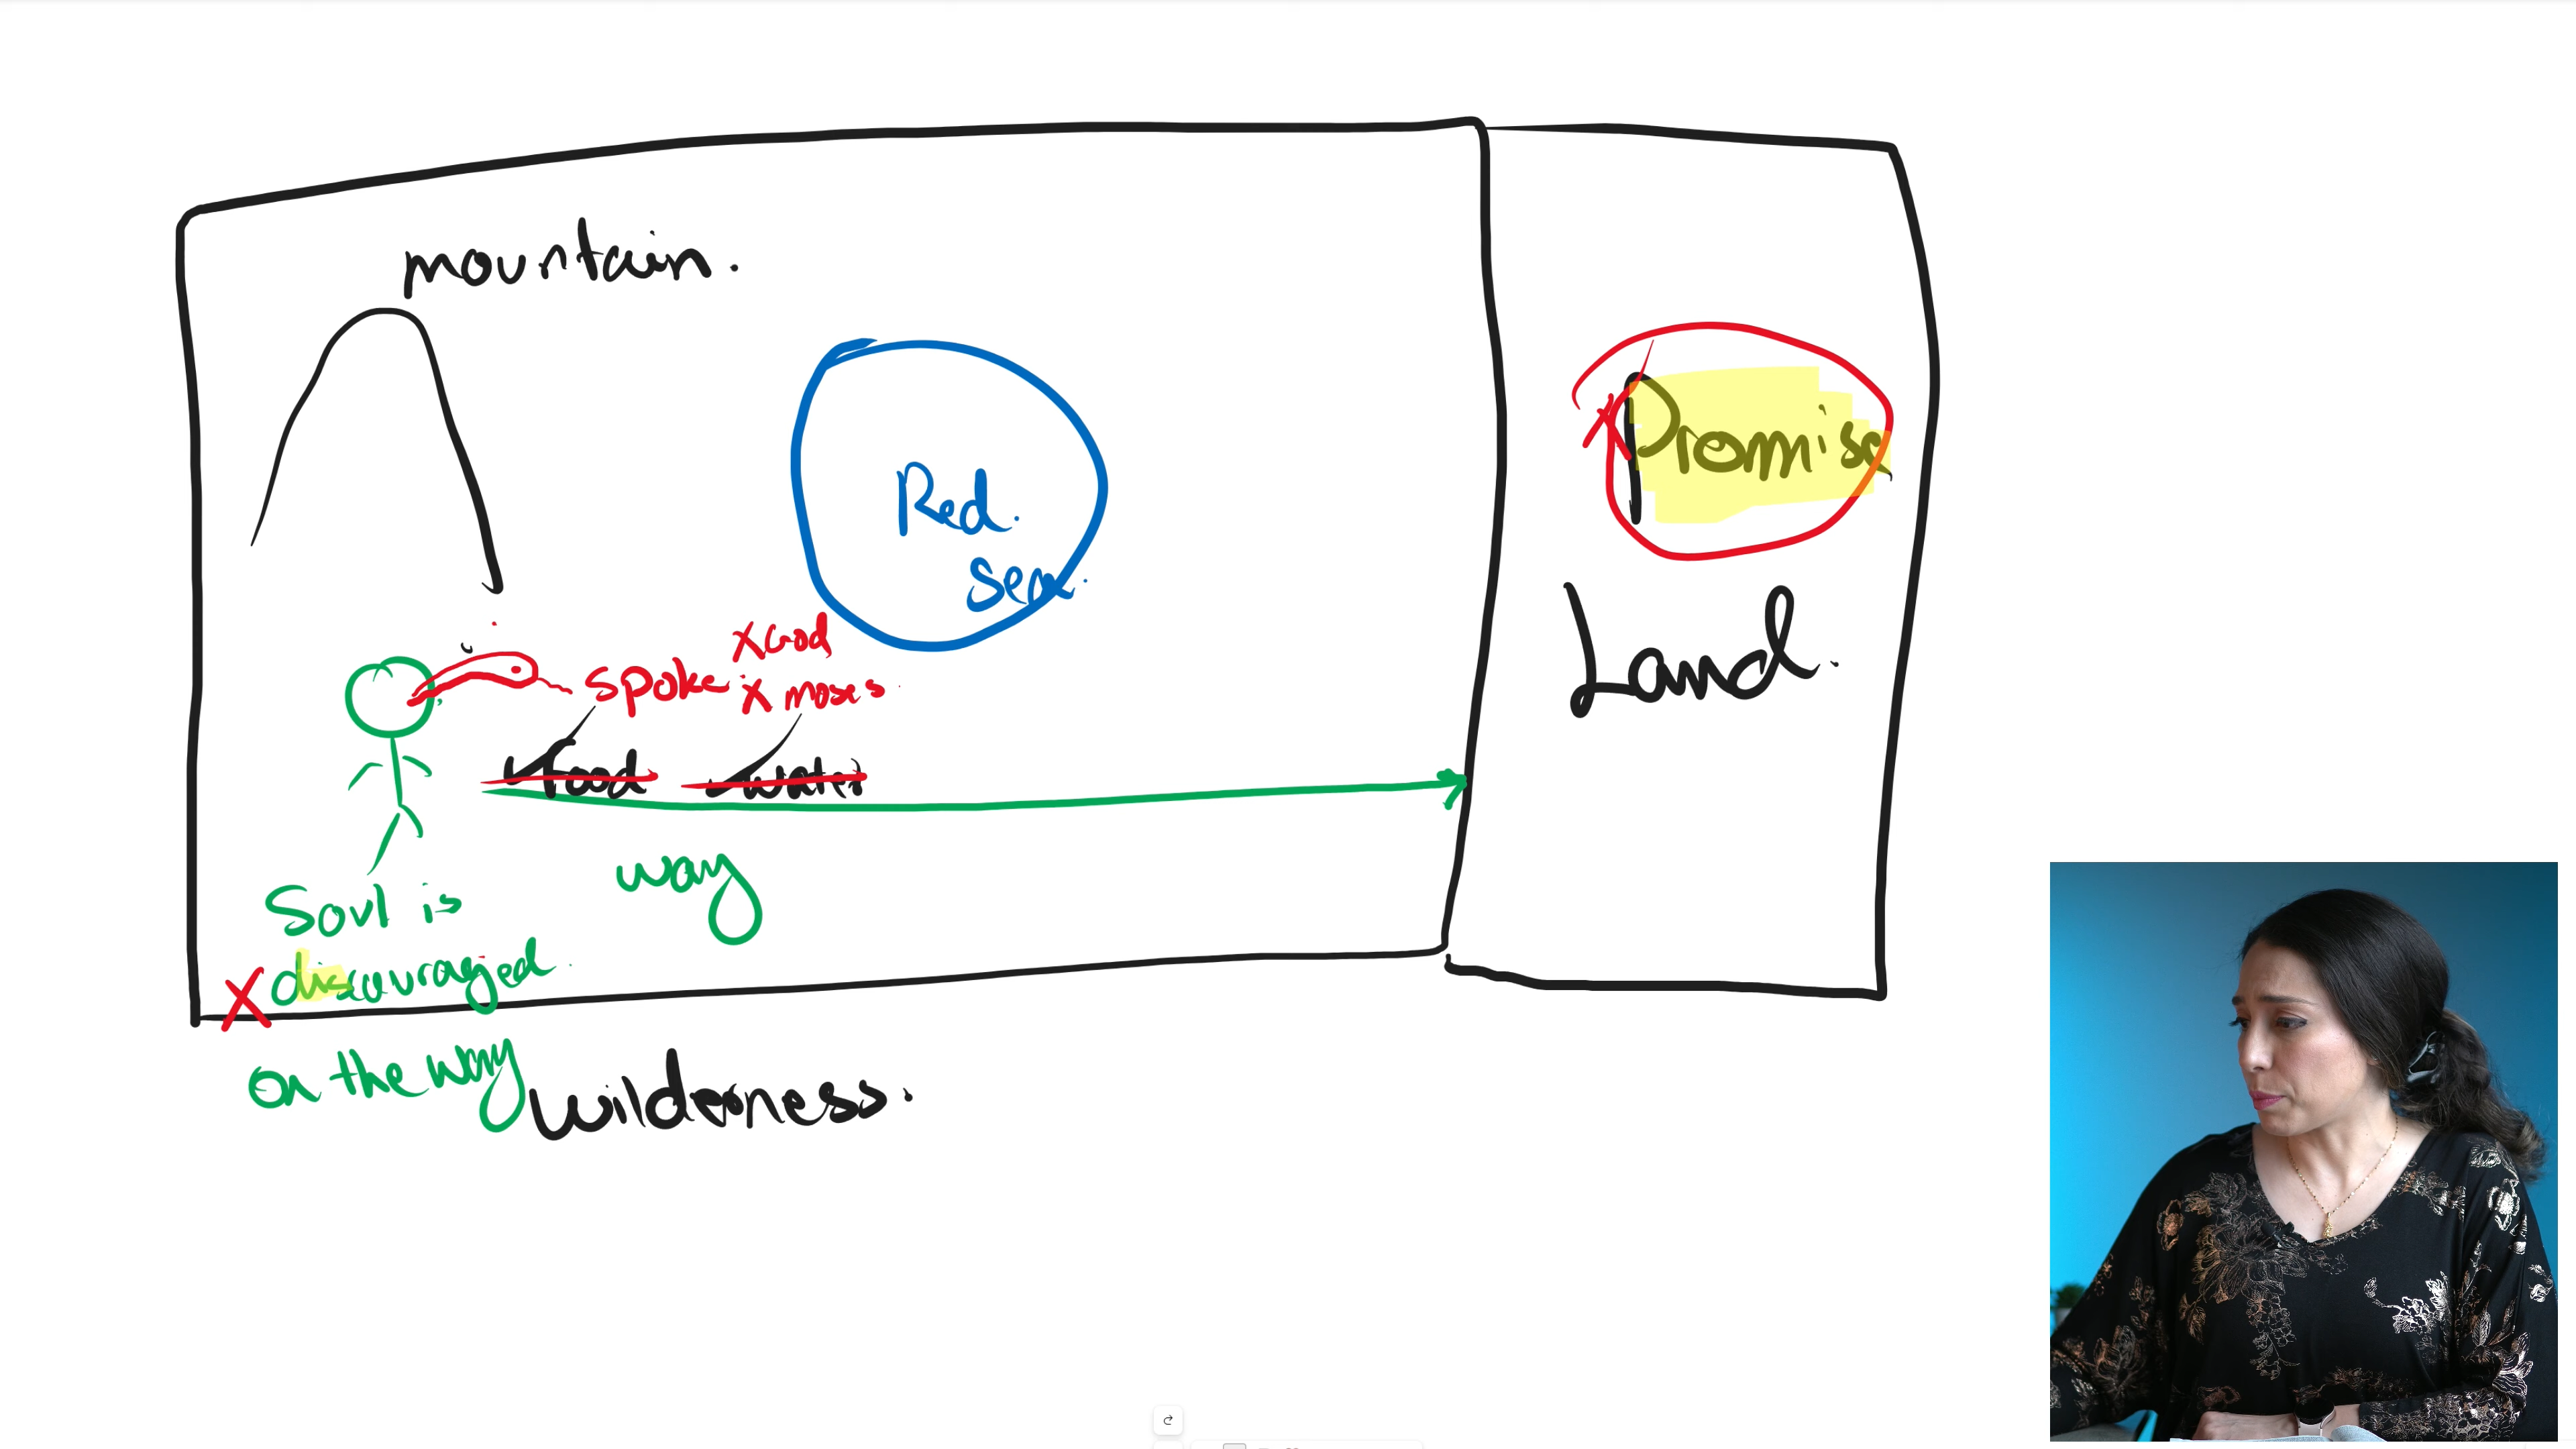 mountain.
Red.
Sea.
Promise
Land.
spoke
x God
x moses
food
water
way
Soul is
x discouraged.
on the way
wilderness.